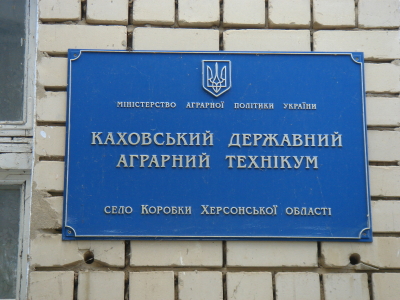 МІНІСТЕРСТВО АГРАРНОЇ ПОЛІТИКИ УКРАЇНИ
КАХОВСЬКИЙ ДЕРЖАВНИЙ
АГРАРНИЙ ТЕХНІКУМ
СЕЛО КОРОБКИ ХЕРСОНСЬКОЇ ОБЛАСТІ